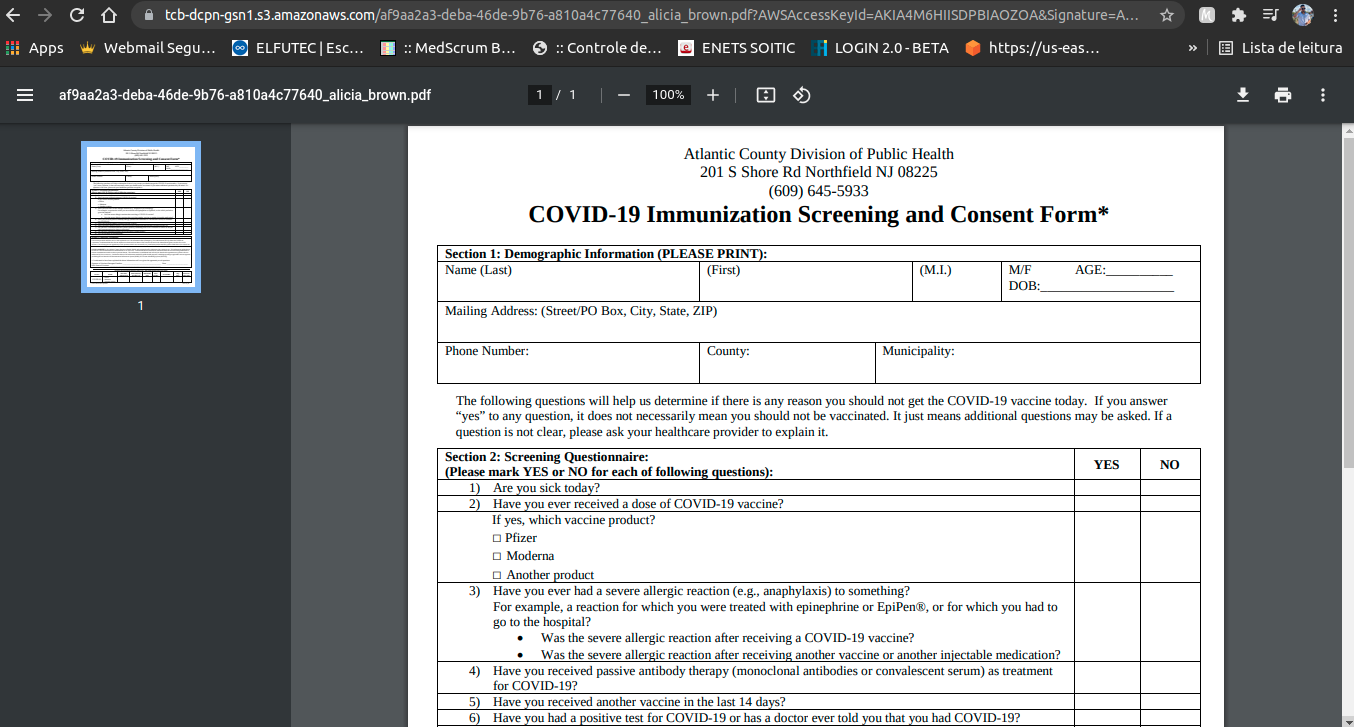 tcb-dcpn-gsn1.s3.amazonaws.com/af9aa2a3-deba-46de-9b76-a810a4c77640_alicia_brown.pdf?AWSAccessKeyId=AKIA4M6HIISDPBIAOZOA&Signature=A...
Apps Webmail Segu... ELFUTEC | Esc... :: MedScrum B... :: Controle de... ENETS SOITIC LOGIN 2.0 - BETA https://us-eas... » Lista de leitura
af9aa2a3-deba-46de-9b76-a810a4c77640_alicia_brown.pdf 1 / 1 — 100% +
1
Atlantic County Division of Public Health
201 S Shore Rd Northfield NJ 08225
(609) 645-5933
COVID-19 Immunization Screening and Consent Form*
Section 1: Demographic Information (PLEASE PRINT):
Name (Last) (First) (M.I.) M/F AGE:__________
DOB:____________________
Mailing Address: (Street/PO Box, City, State, ZIP)
Phone Number: County: Municipality:
The following questions will help us determine if there is any reason you should not get the COVID-19 vaccine today. If you answer
“yes” to any question, it does not necessarily mean you should not be vaccinated. It just means additional questions may be asked. If a
question is not clear, please ask your healthcare provider to explain it.
Section 2: Screening Questionnaire:
(Please mark YES or NO for each of following questions): YES NO
1) Are you sick today?
2) Have you ever received a dose of COVID-19 vaccine?
If yes, which vaccine product?
□ Pfizer
□ Moderna
□ Another product
3) Have you ever had a severe allergic reaction (e.g., anaphylaxis) to something?
For example, a reaction for which you were treated with epinephrine or EpiPen®, or for which you had to
go to the hospital?
• Was the severe allergic reaction after receiving a COVID-19 vaccine?
• Was the severe allergic reaction after receiving another vaccine or another injectable medication?
4) Have you received passive antibody therapy (monoclonal antibodies or convalescent serum) as treatment
for COVID-19?
5) Have you received another vaccine in the last 14 days?
6) Have you had a positive test for COVID-19 or has a doctor ever told you that you had COVID-19?